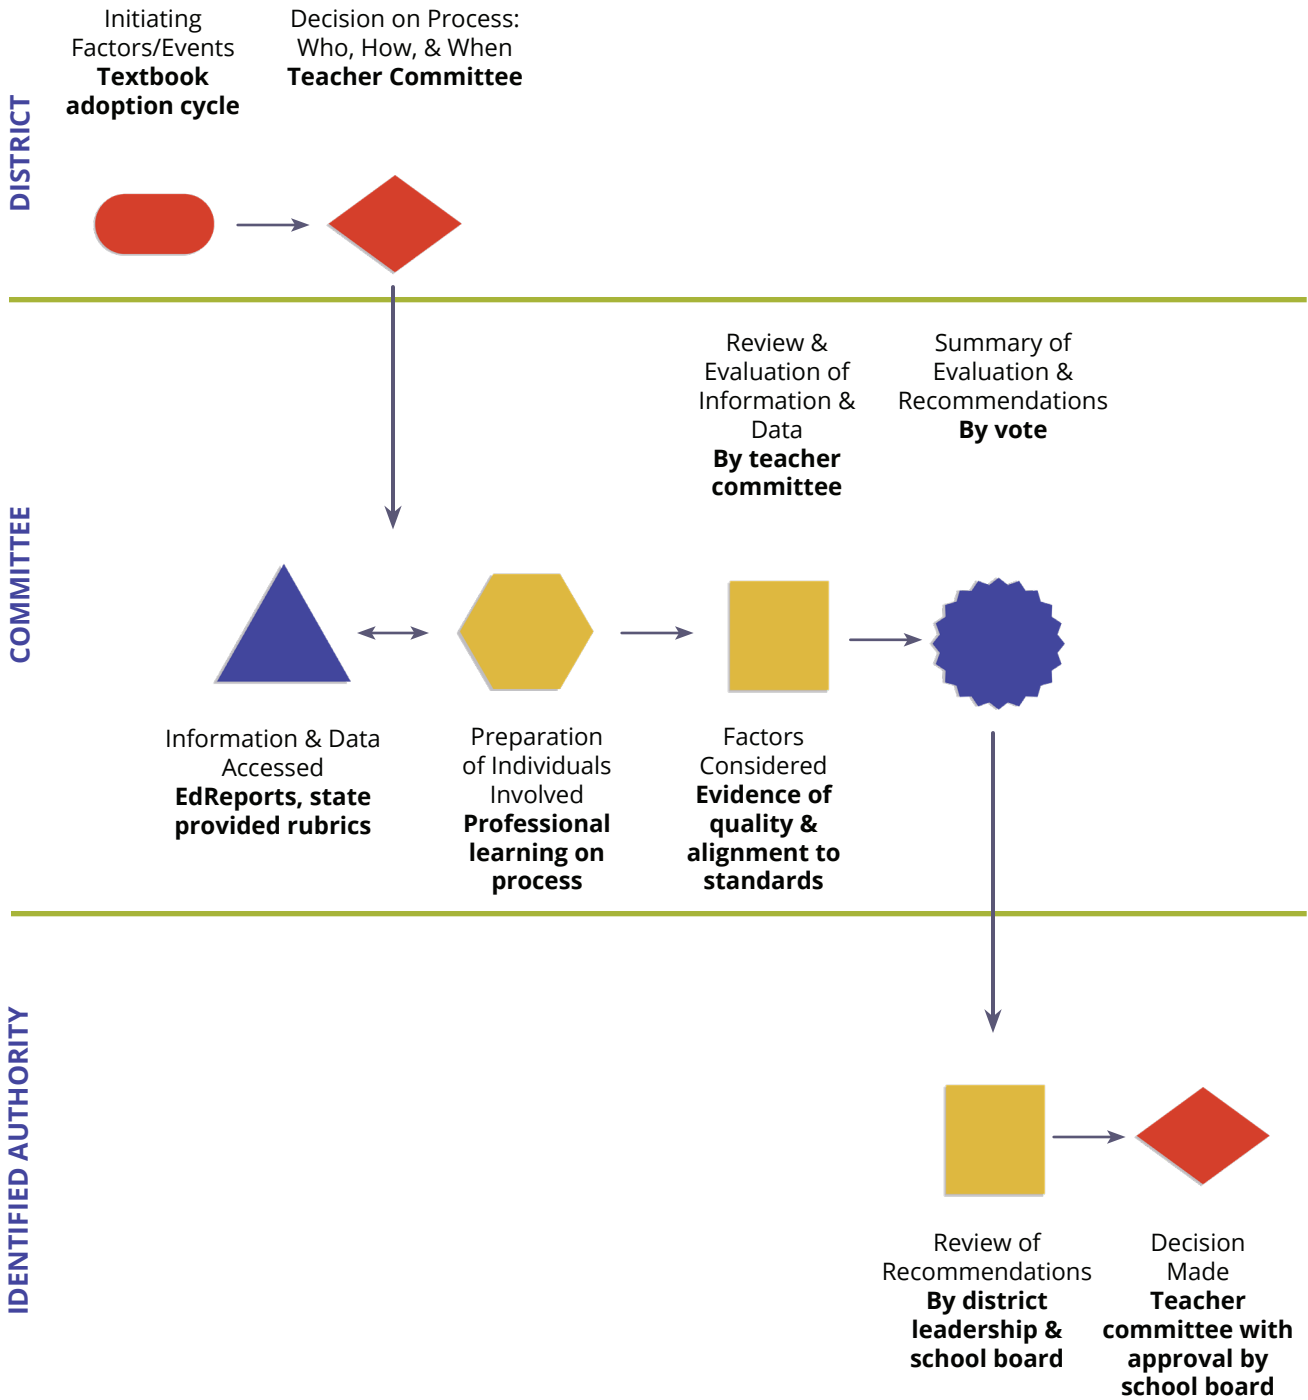 DISTRICT
Initiating
Factors/Events
Textbook
adoption cycle
Decision on Process:
Who, How, & When
Teacher Committee
COMMITTEE
Review &
Evaluation of
Information &
Data
By teacher
committee
Summary of
Evaluation &
Recommendations
By vote
Information & Data
Accessed
EdReports, state
provided rubrics
Preparation
of Individuals
Involved
Professional
learning on
process
Factors
Considered
Evidence of
quality &
alignment to
standards
IDENTIFIED AUTHORITY
Review of
Recommendations
By district
leadership &
school board
Decision
Made
Teacher
committee with
approval by
school board